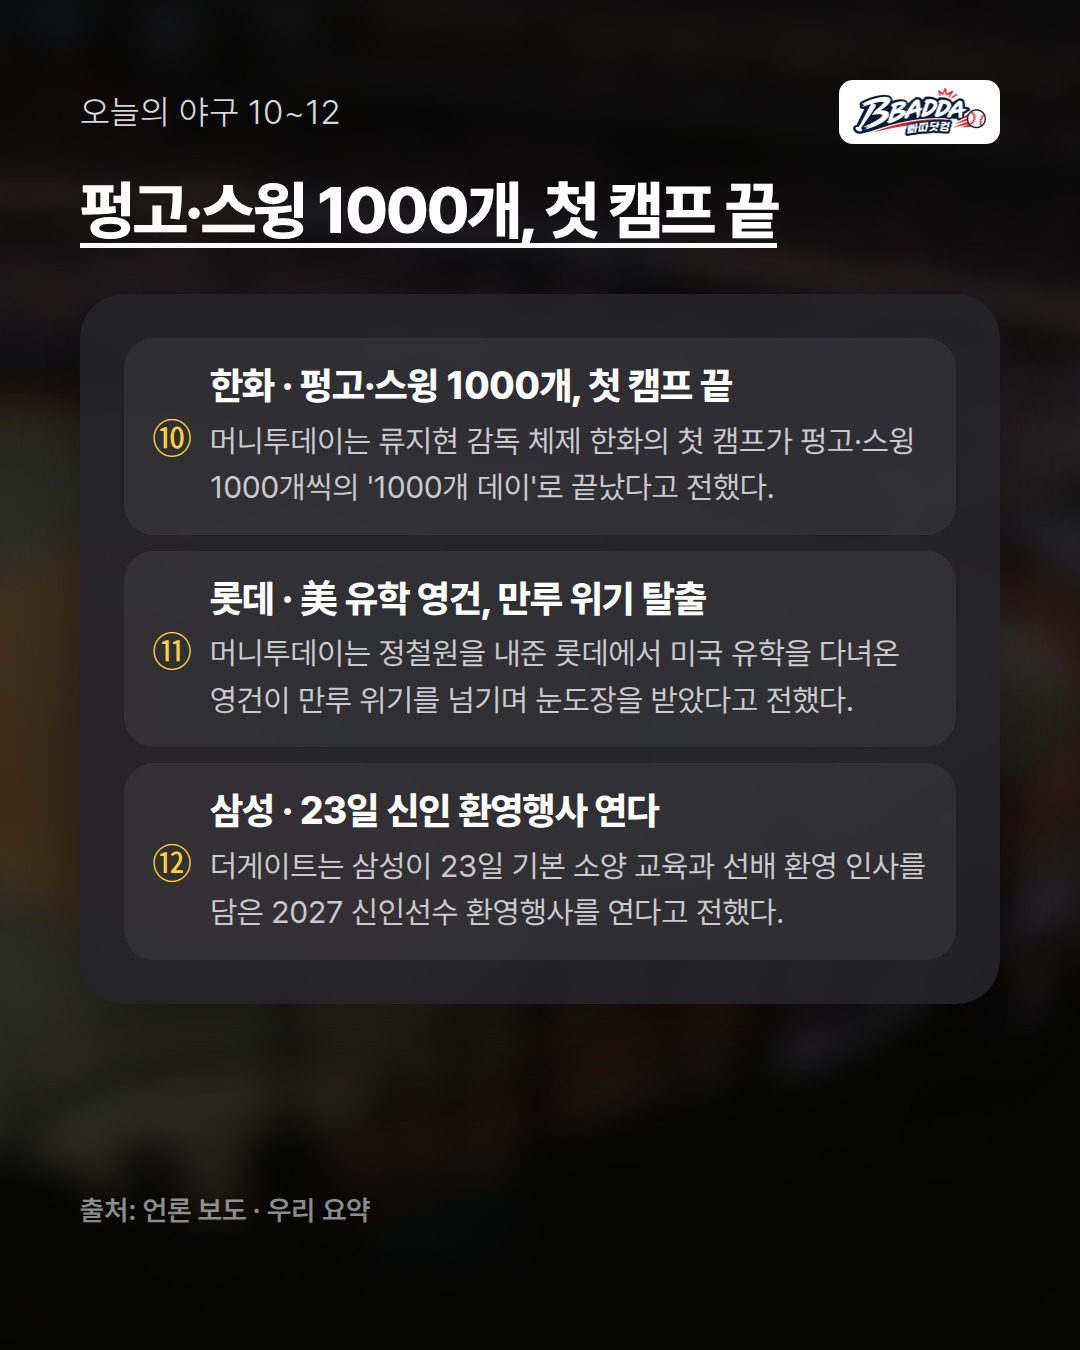 오늘의 야구 10~12
BBADDA
빠따닷컴
펑고·스윙 1000개, 첫 캠프 끝
한화 · 펑고·스윙 1000개, 첫 캠프 끝
⑩ 머니투데이는 류지현 감독 체제 한화의 첫 캠프가 펑고·스윙
1000개씩의 '1000개 데이'로 끝났다고 전했다.
롯데 · 美 유학 영건, 만루 위기 탈출
⑪ 머니투데이는 정철원을 내준 롯데에서 미국 유학을 다녀온
영건이 만루 위기를 넘기며 눈도장을 받았다고 전했다.
삼성 · 23일 신인 환영행사 연다
⑫ 더게이트는 삼성이 23일 기본 소양 교육과 선배 환영 인사를
담은 2027 신인선수 환영행사를 연다고 전했다.
출처: 언론 보도 · 우리 요약